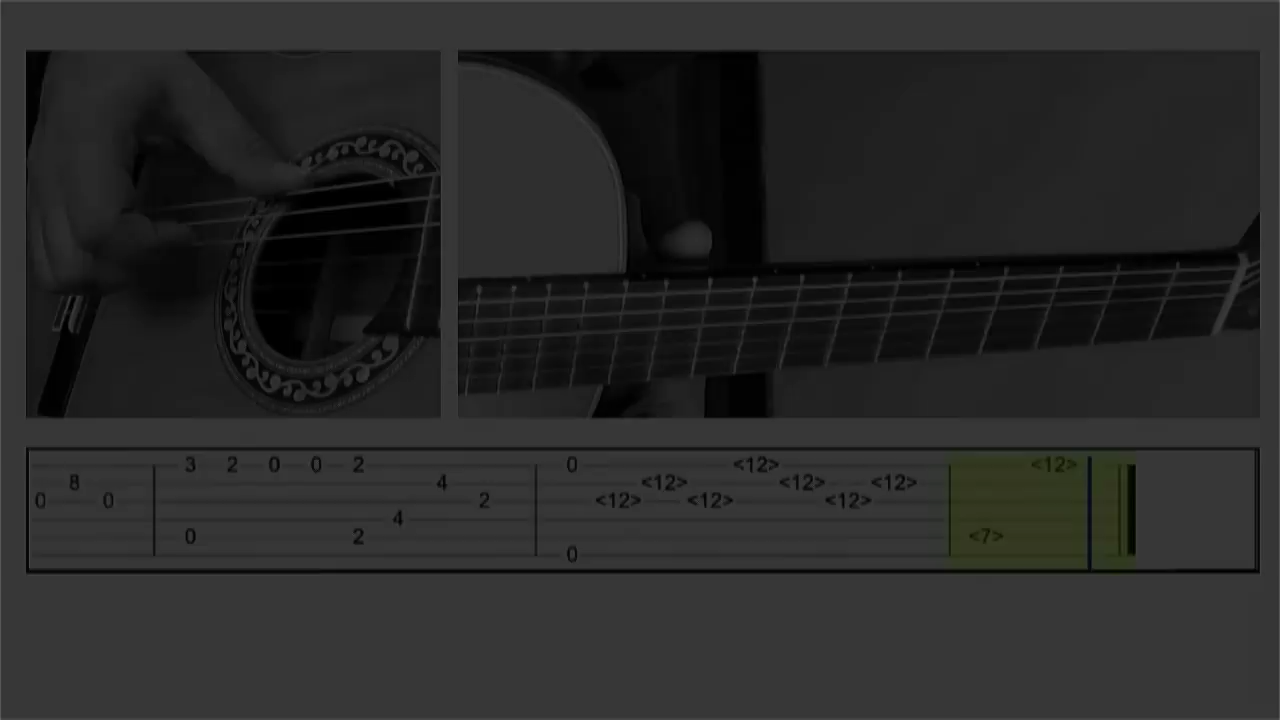 3 2 0 0 2 0 <12> <12>
8 4 <12> <12> <12>
0 0 2 <12> <12> <12>
4
0 2 <7>
0